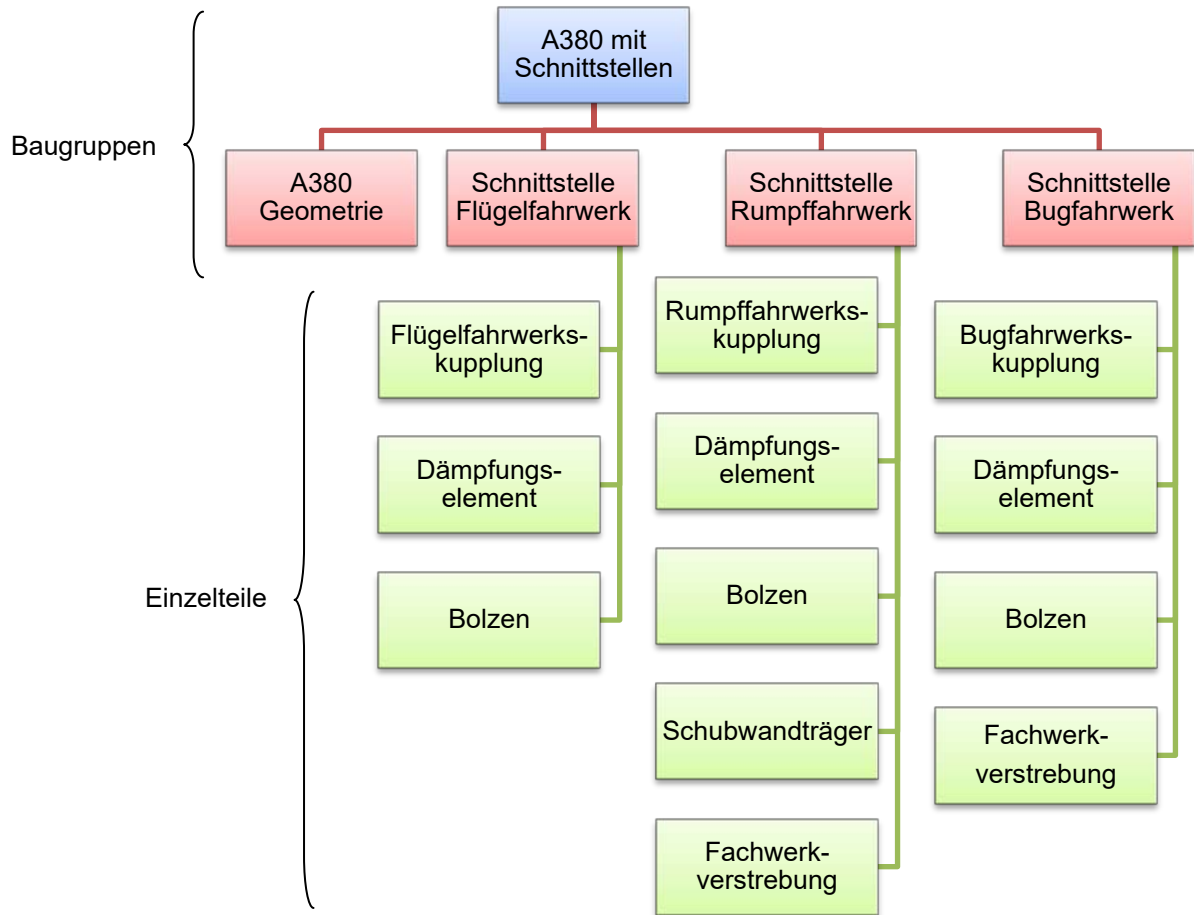 A380 mit
Schnittstellen
Baugruppen
A380
Geometrie
Schnittstelle
Flügelfahrwerk
Schnittstelle
Rumpffahrwerk
Schnittstelle
Bugfahrwerk
Einzelteile
Flügelfahrwerks-
kupplung
Dämpfungs-
element
Bolzen
Rumpffahrwerks-
kupplung
Dämpfungs-
element
Bolzen
Schubwandträger
Fachwerk-
verstrebung
Bugfahrwerks-
kupplung
Dämpfungs-
element
Bolzen
Fachwerk-
verstrebung